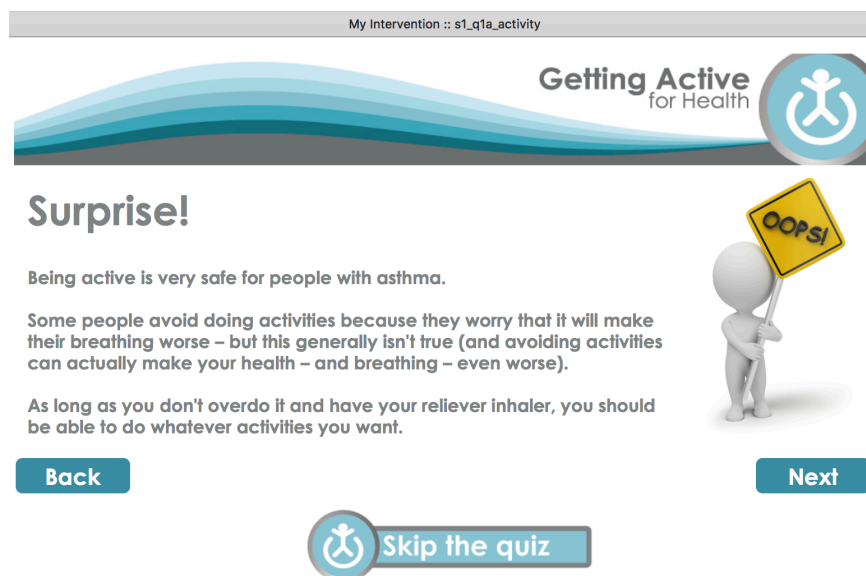 My Intervention :: s1_q1a_activity
Getting Active
for Health
Surprise!
OOPS!
Being active is very safe for people with asthma.
Some people avoid doing activities because they worry that it will make
their breathing worse – but this generally isn't true (and avoiding activities
can actually make your health – and breathing – even worse).
As long as you don't overdo it and have your reliever inhaler, you should
be able to do whatever activities you want.
Back
Next
Skip the quiz